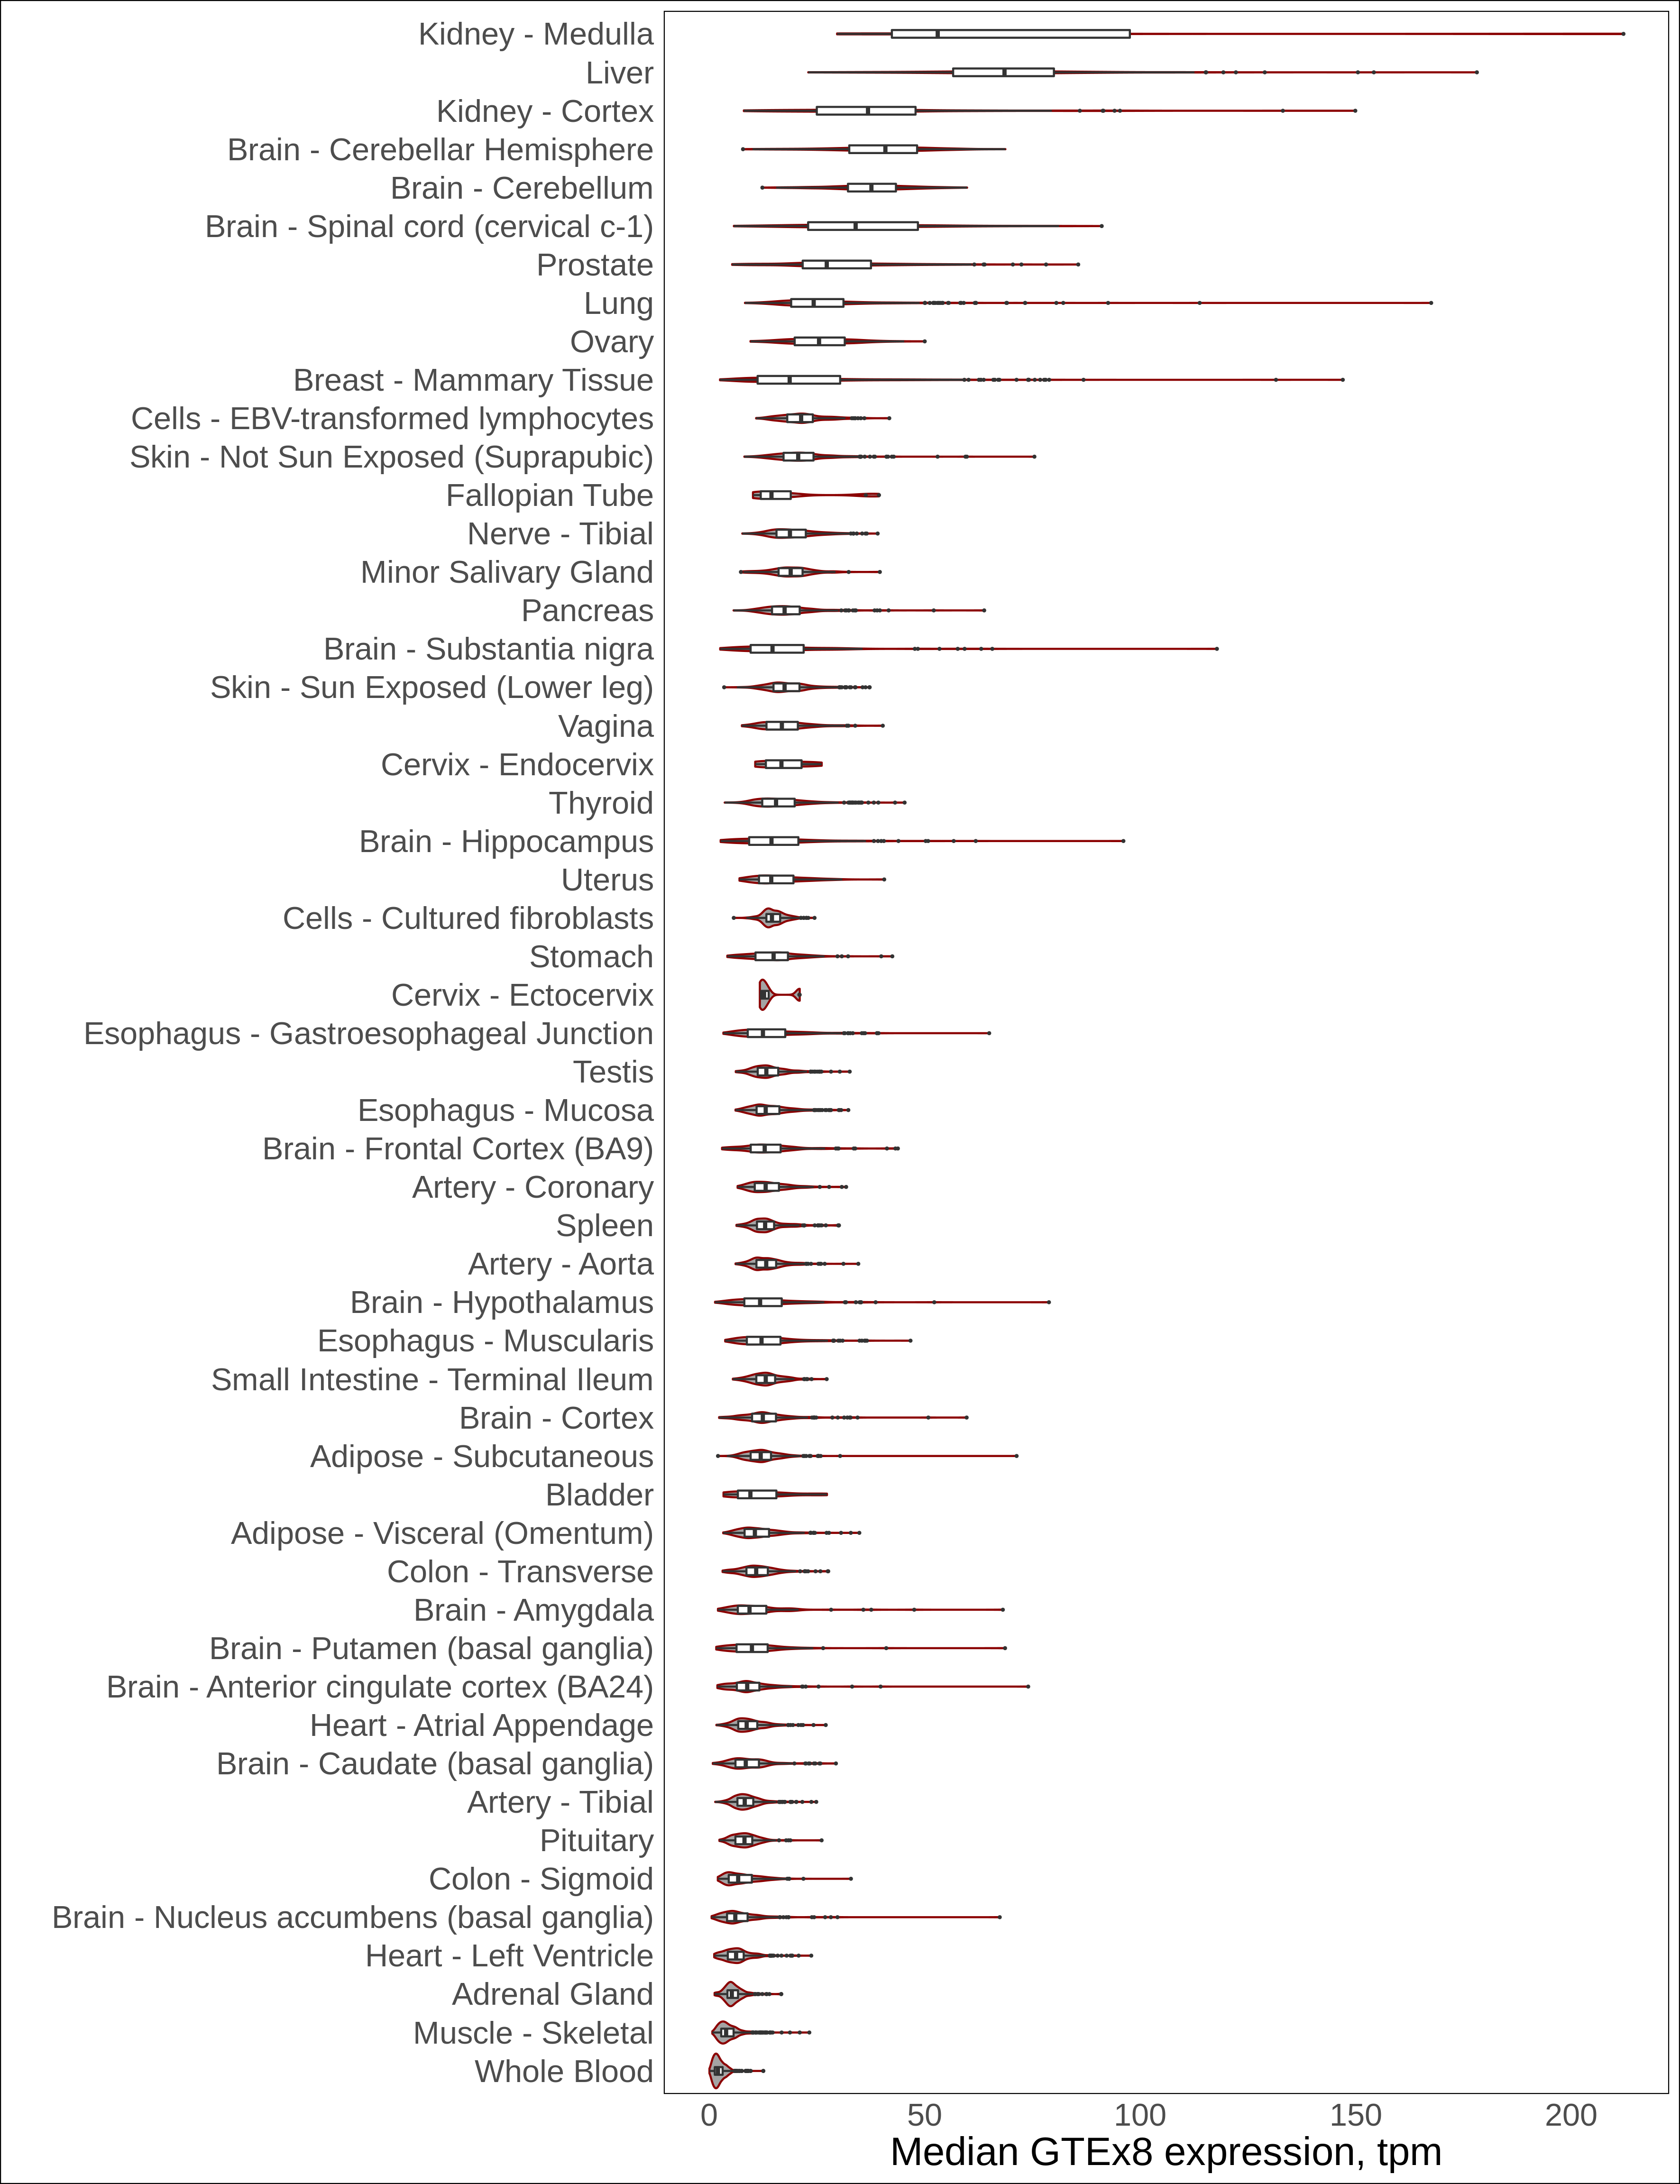 Kidney - Medulla
Liver
Kidney - Cortex
Brain - Cerebellar Hemisphere
Brain - Cerebellum
Brain - Spinal cord (cervical c-1)
Prostate
Lung
Ovary
Breast - Mammary Tissue
Cells - EBV-transformed lymphocytes
Skin - Not Sun Exposed (Suprapubic)
Fallopian Tube
Nerve - Tibial
Minor Salivary Gland
Pancreas
Brain - Substantia nigra
Skin - Sun Exposed (Lower leg)
Vagina
Cervix - Endocervix
Thyroid
Brain - Hippocampus
Uterus
Cells - Cultured fibroblasts
Stomach
Cervix - Ectocervix
Esophagus - Gastroesophageal Junction
Testis
Esophagus - Mucosa
Brain - Frontal Cortex (BA9)
Artery - Coronary
Spleen
Artery - Aorta
Brain - Hypothalamus
Esophagus - Muscularis
Small Intestine - Terminal Ileum
Brain - Cortex
Adipose - Subcutaneous
Bladder
Adipose - Visceral (Omentum)
Colon - Transverse
Brain - Amygdala
Brain - Putamen (basal ganglia)
Brain - Anterior cingulate cortex (BA24)
Heart - Atrial Appendage
Brain - Caudate (basal ganglia)
Artery - Tibial
Pituitary
Colon - Sigmoid
Brain - Nucleus accumbens (basal ganglia)
Heart - Left Ventricle
Adrenal Gland
Muscle - Skeletal
Whole Blood
0 50 100 150 200
Median GTEx8 expression, tpm